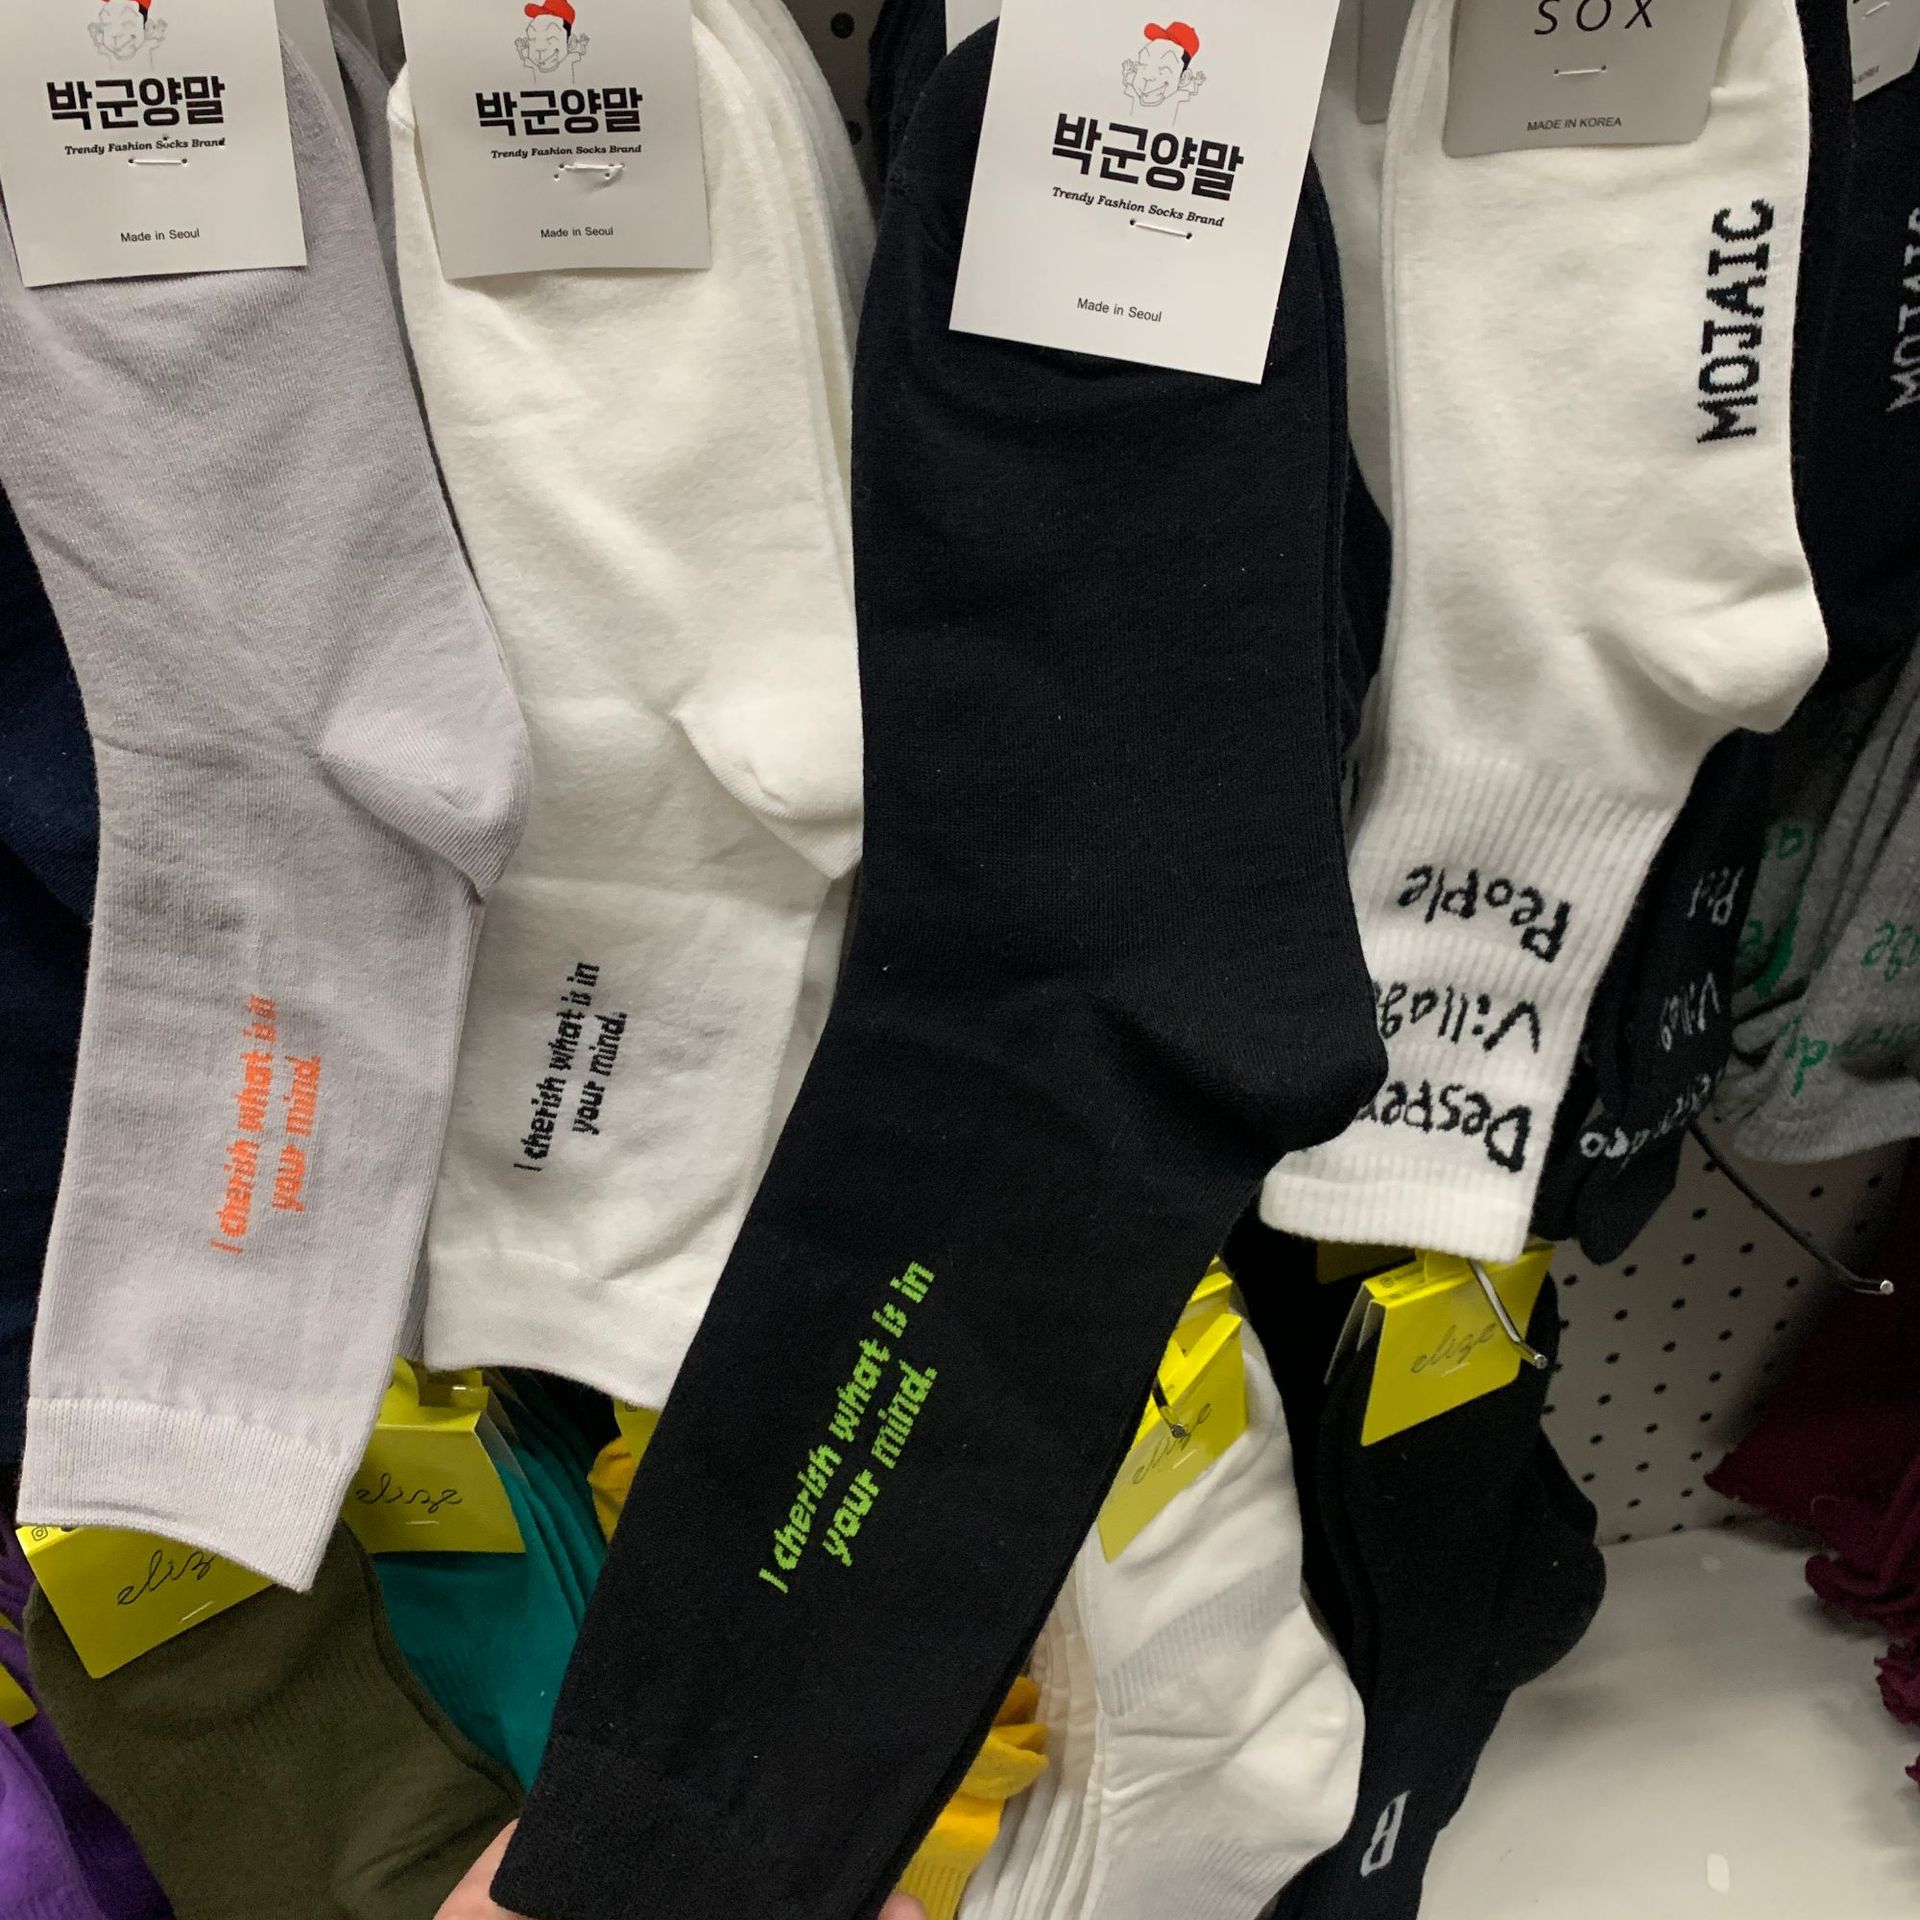 박군양말
Trendy Fashion Socks Brand
Made in Seoul
I cherish what is in
your mind.
박군양말
Trendy Fashion Socks Brand
Made in Seoul
I cherish what is in
your mind.
박군양말
Trendy Fashion Socks Brand
Made in Seoul
I cherish what is in
your mind.
SOX
MADE IN KOREA
MOJAIC
People
Village
MOJAIC
elize
elize
elize
B